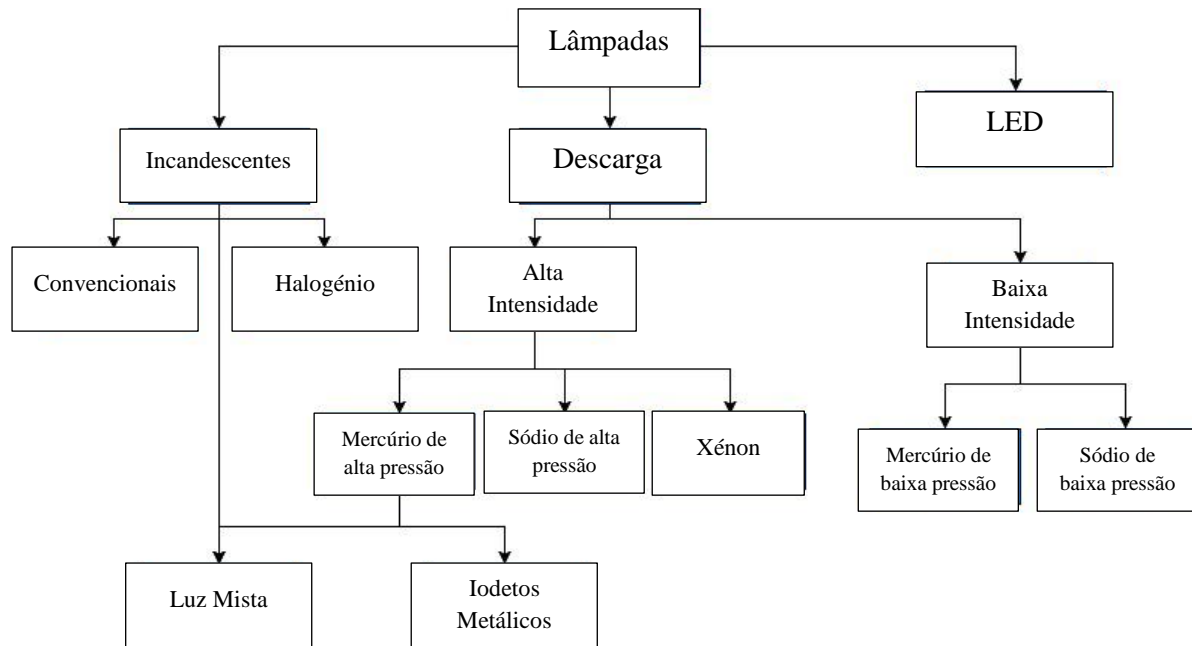 Lâmpadas
LED
Incandescentes
Descarga
Convencionais
Halogénio
Alta
Intensidade
Baixa
Intensidade
Mercúrio de
alta pressão
Sódio de alta
pressão
Xénon
Mercúrio de
baixa pressão
Sódio de
baixa pressão
Luz Mista
Iodetos
Metálicos